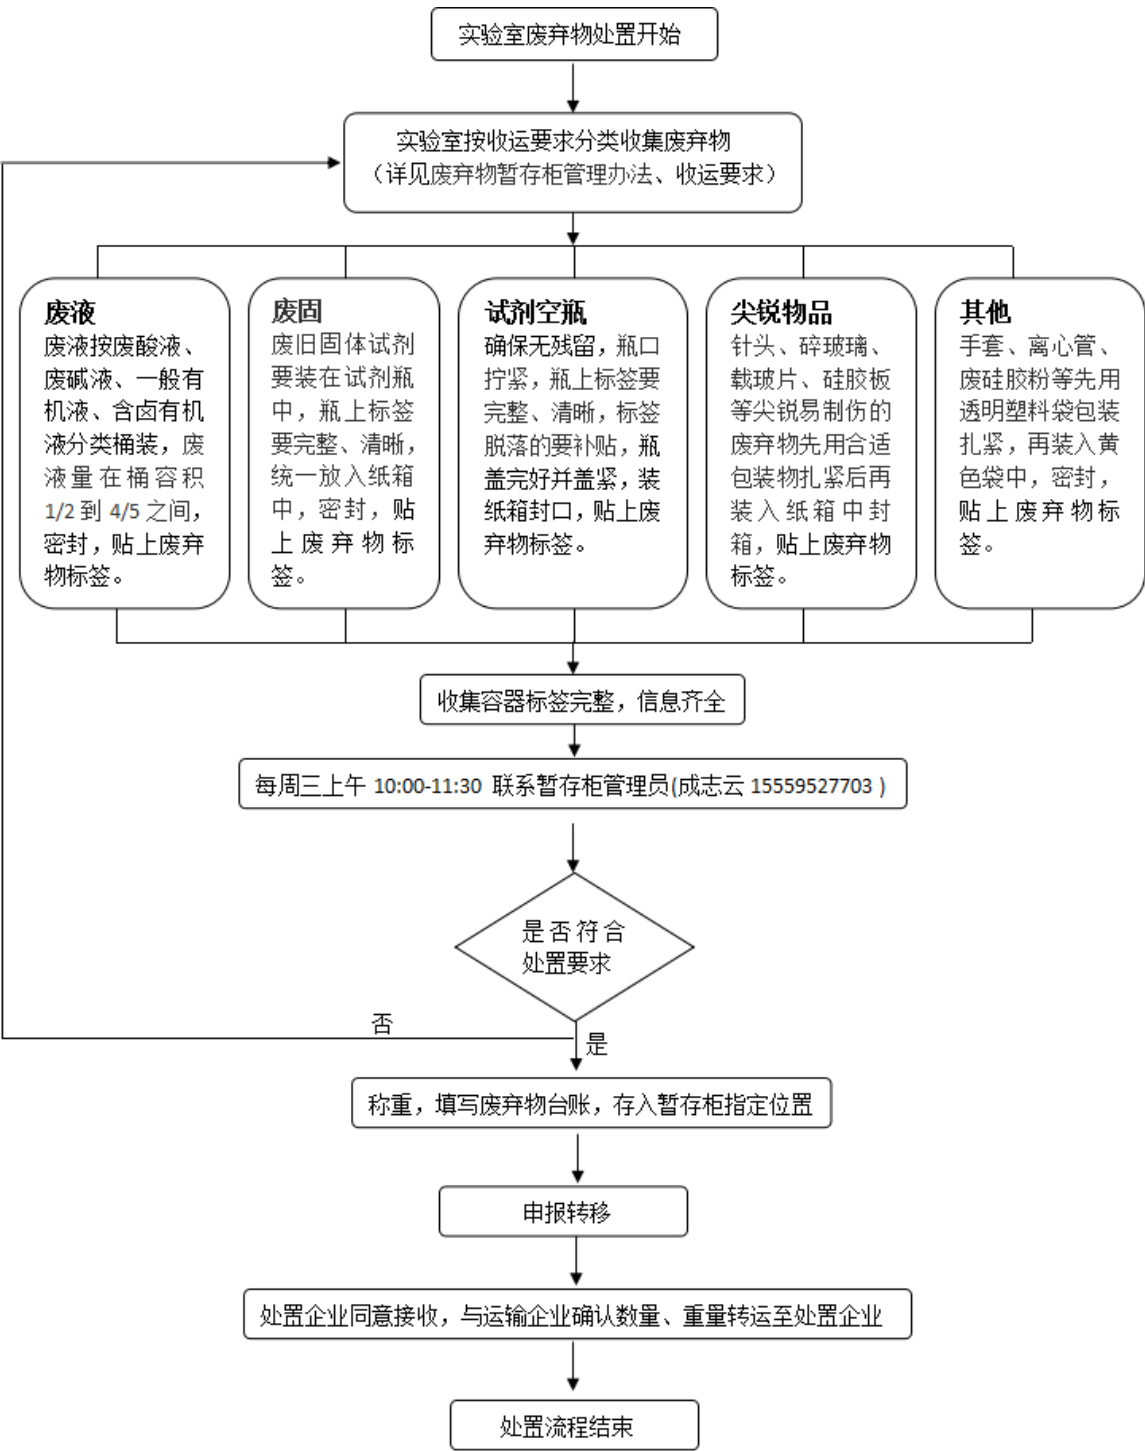 实验室废弃物处置开始
实验室按收运要求分类收集废弃物
（详见废弃物暂存柜管理办法、收运要求）
废液
废液按废酸液、
废碱液、一般有
机液、含卤有机
液分类桶装，废
液量在桶容积
1/2 到 4/5 之间，
密封，贴上废弃
物标签。
废固
废旧固体试剂
要装在试剂瓶
中，瓶上标签
要完整、清晰，
统一放入纸箱
中，密封，贴
上废弃物标
签。
试剂空瓶
确保无残留，瓶口
拧紧，瓶上标签要
完整、清晰，标签
脱落的要补贴，瓶
盖完好并盖紧，装
纸箱封口，贴上废
弃物标签。
尖锐物品
针头、碎玻璃、
载玻片、硅胶板
等尖锐易制伤的
废弃物先用合适
包装物扎紧后再
装入纸箱中封
箱，贴上废弃物
标签。
其他
手套、离心管、
废硅胶粉等先用
透明塑料袋包装
扎紧，再装入黄
色袋中，密封，
贴上废弃物标
签。
收集容器标签完整，信息齐全
每周三上午 10:00-11:30 联系暂存柜管理员(成志云 15559527703 )
是否符合
处置要求
否
是
称重，填写废弃物台账，存入暂存柜指定位置
申报转移
处置企业同意接收，与运输企业确认数量、重量转运至处置企业
处置流程结束